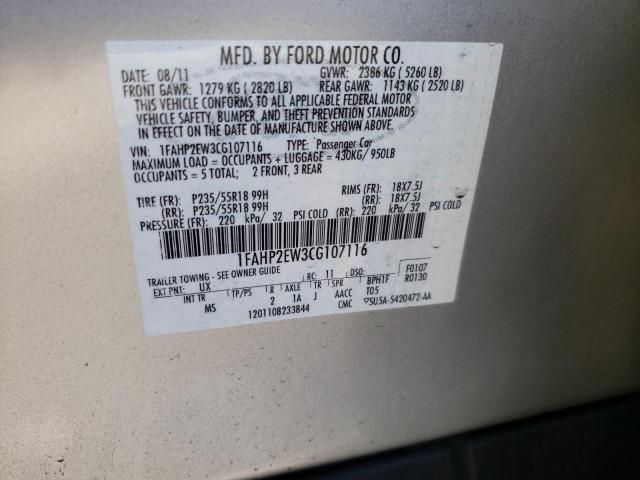 MFD. BY FORD MOTOR CO.
DATE: 08/11 GVWR: 2386 KG ( 5260 LB)
FRONT GAWR: 1279 KG ( 2820 LB) REAR GAWR: 1143 KG ( 2520 LB)
THIS VEHICLE CONFORMS TO ALL APPLICABLE FEDERAL MOTOR
VEHICLE SAFETY, BUMPER, AND THEFT PREVENTION STANDARDS
IN EFFECT ON THE DATE OF MANUFACTURE SHOWN ABOVE.
VIN: 1FAHP2EW3CG107116 TYPE: Passenger Car
MAXIMUM LOAD = OCCUPANTS + LUGGAGE = 430KG/ 950LB
OCCUPANTS = 5 TOTAL: 2 FRONT, 3 REAR
TIRE (FR): P235/55R18 99H RIMS (FR): 18X7.5J
(RR): P235/55R18 99H (RR): 18X7.5J
PRESSURE (FR): 220 kPa/ 32 PSI COLD (RR): 220 kPa/ 32 PSI COLD
1FAHP2EW3CG107116
TRAILER TOWING - SEE OWNER GUIDE RC: 11 DSO: F0107
EXT PNT: UX R0130
INT TR TP/PS R AXLE TR SPR BPH1F
MS 2 1A J AACC T05
1201108233844 CMC 75U5A-5420472-AA